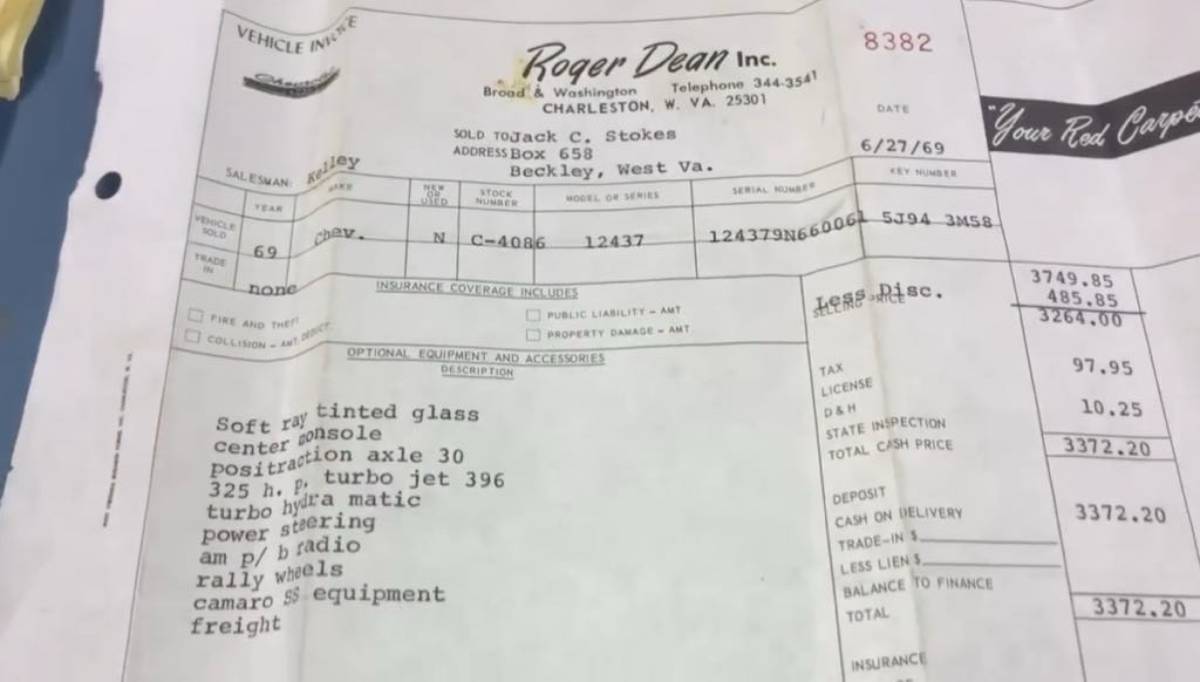 VEHICLE INVOICE
Chevrolet
Roger Dean Inc.
Broad & Washington Telephone 344-3541
CHARLESTON, W. VA. 25301
8382
DATE
6/27/69
"Your Red Carpe
SOLD TO Jack C. Stokes
ADDRESS Box 658
Beckley, West Va.
SALESMAN: Kelley
KEY NUMBER
YEAR MAKE NEW OR USED STOCK NUMBER MODEL OR SERIES SERIAL NUMBER
VEHICLE SOLD 69 Chev. N C-4086 12437 124379N660061 5J94 3M58
TRADE IN none
INSURANCE COVERAGE INCLUDES
FIRE AND THEFT PUBLIC LIABILITY - AMT
COLLISION - AMT. DEDUCT. PROPERTY DAMAGE - AMT
OPTIONAL EQUIPMENT AND ACCESSORIES
DESCRIPTION
Soft ray tinted glass
center console
positraction axle 30
325 h. p. turbo jet 396
turbo hydra matic
power steering
am p/ b radio
rally wheels
camaro SS equipment
freight
3749.85
Less Disc. 485.85
SELLING PRICE 3264.00
TAX 97.95
LICENSE
D & H 10.25
STATE INSPECTION
TOTAL CASH PRICE 3372.20
DEPOSIT
CASH ON DELIVERY 3372.20
TRADE-IN $
LESS LIEN $
BALANCE TO FINANCE
TOTAL 3372.20
INSURANCE